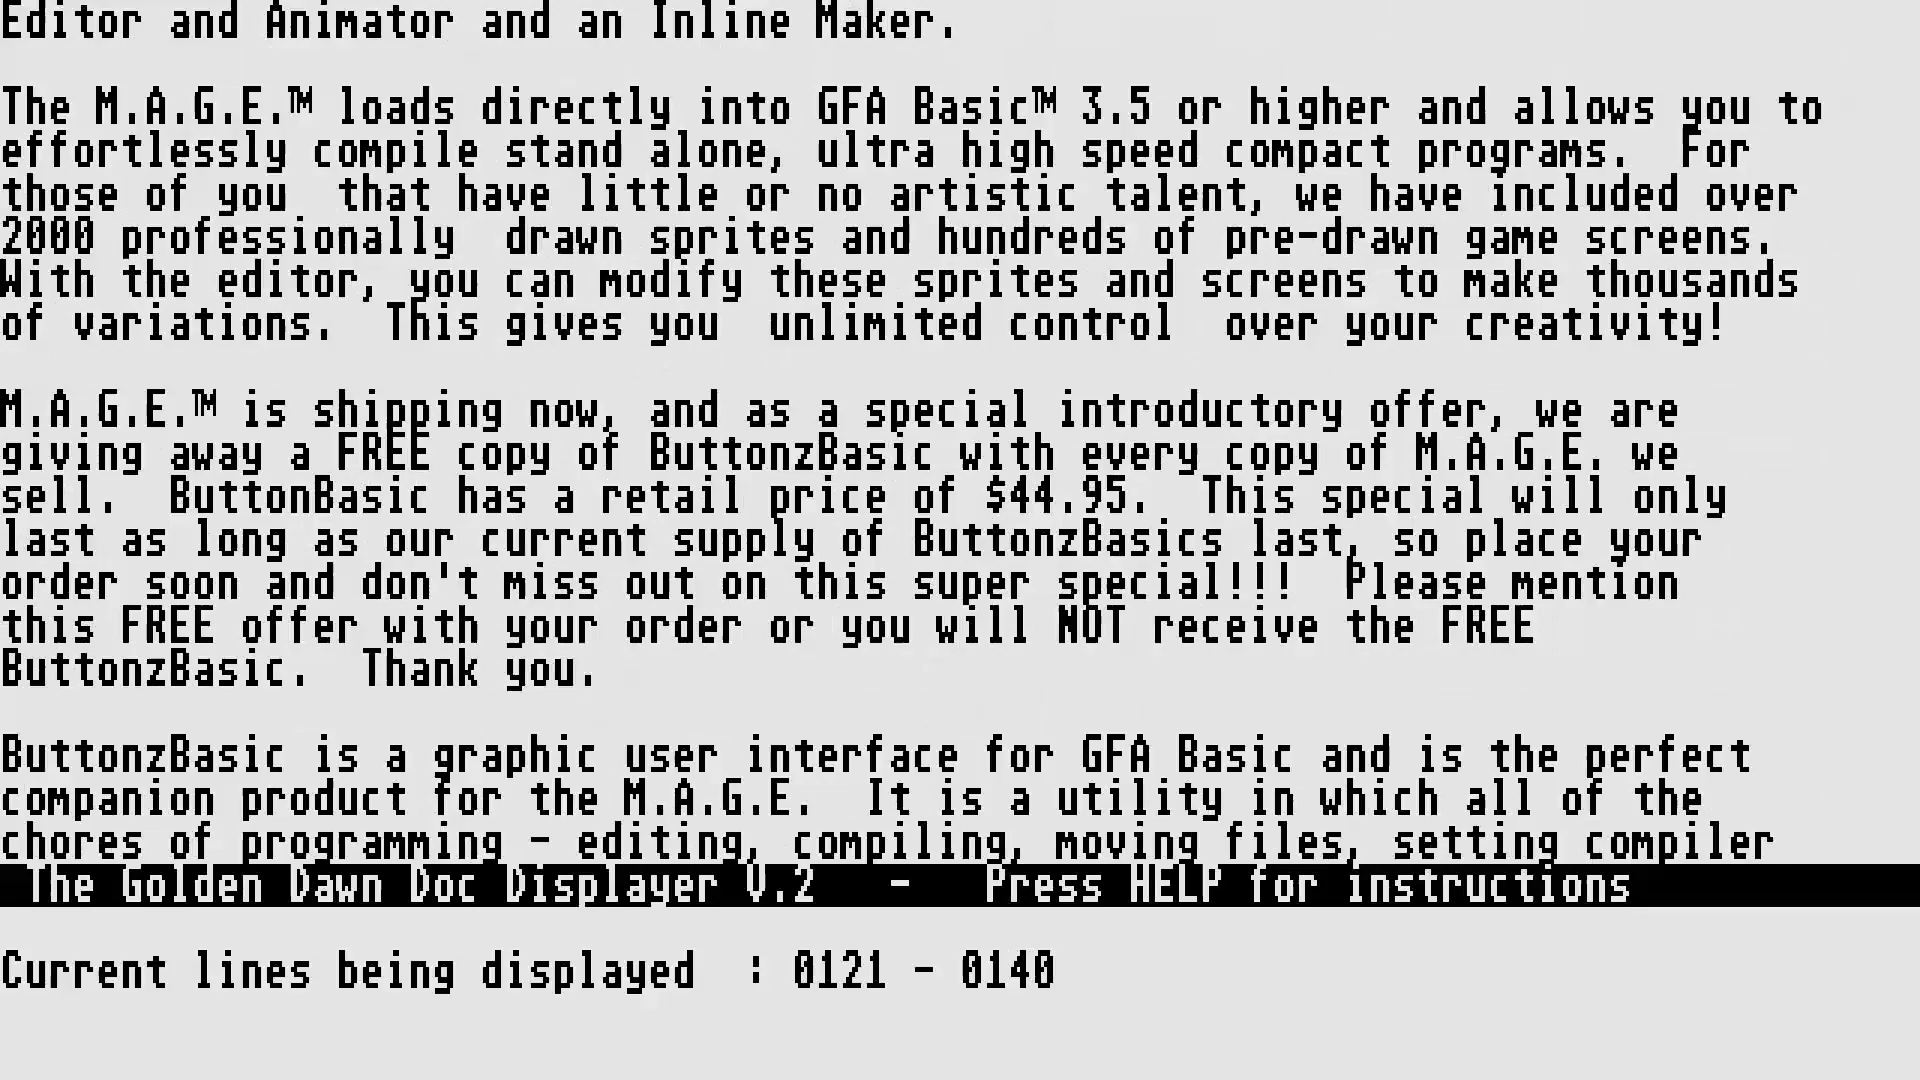 Editor and Animator and an Inline Maker.
The M.A.G.E.™ loads directly into GFA Basic™ 3.5 or higher and allows you to
effortlessly compile stand alone, ultra high speed compact programs.  For
those of you  that have little or no artistic talent, we have included over
2000 professionally  drawn sprites and hundreds of pre-drawn game screens.
With the editor, you can modify these sprites and screens to make thousands
of variations.  This gives you  unlimited control  over your creativity!
M.A.G.E.™ is shipping now, and as a special introductory offer, we are
giving away a FREE copy of ButtonzBasic with every copy of M.A.G.E. we
sell.  ButtonBasic has a retail price of $44.95.  This special will only
last as long as our current supply of ButtonzBasics last, so place your
order soon and don't miss out on this super special!!!  Please mention
this FREE offer with your order or you will NOT receive the FREE
ButtonzBasic.  Thank you.
ButtonzBasic is a graphic user interface for GFA Basic and is the perfect
companion product for the M.A.G.E.  It is a utility in which all of the
chores of programming - editing, compiling, moving files, setting compiler
The Golden Dawn Doc Displayer V.2   -   Press HELP for instructions
Current lines being displayed  : 0121 - 0140